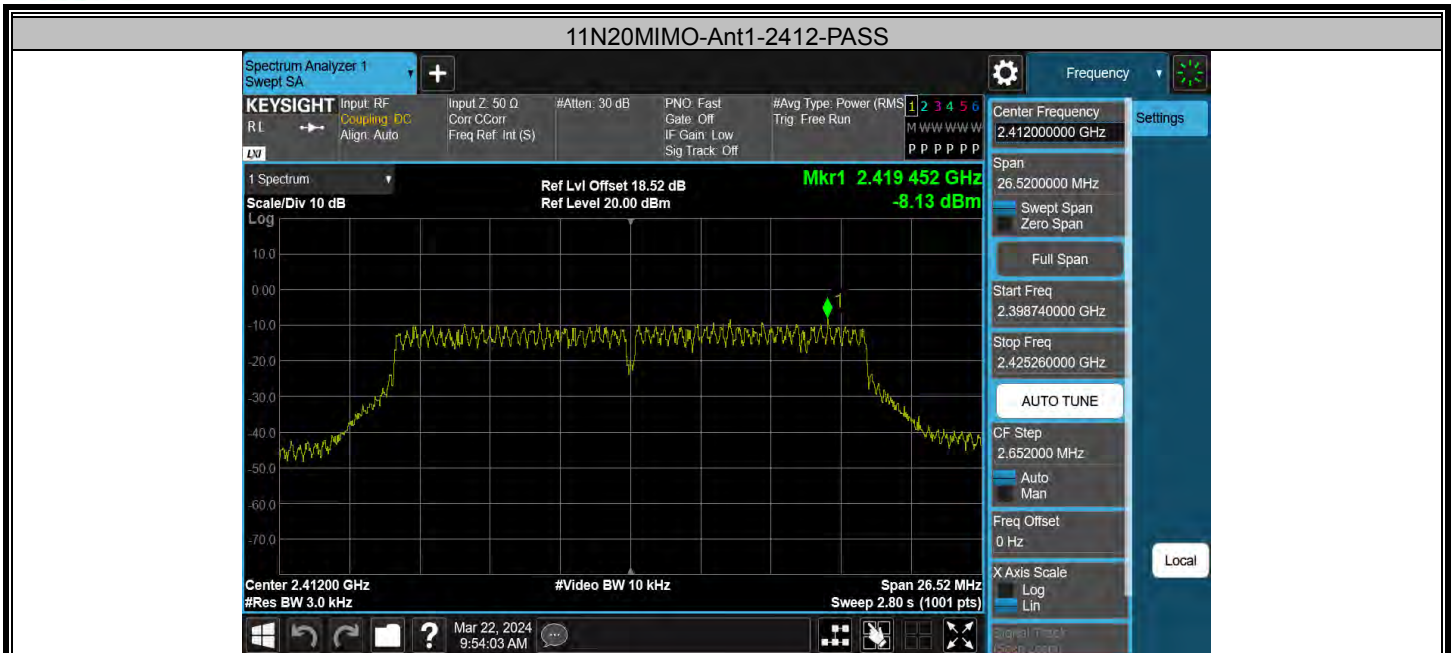 11N20MIMO-Ant1-2412-PASS
Spectrum Analyzer 1
Swept SA
Frequency
KEYSIGHT
RL
LXI
Input: RF
Coupling: DC
Align: Auto
Input Z: 50 Ω
Corr CCorr
Freq Ref: Int (S)
#Atten: 30 dB
PNO: Fast
Gate: Off
IF Gain: Low
Sig Track: Off
#Avg Type: Power (RMS
Trig: Free Run
1 2 3 4 5 6
M W W W W W
P P P P P P
1 Spectrum
Scale/Div 10 dB
Ref Lvl Offset 18.52 dB
Ref Level 20.00 dBm
Mkr1 2.419 452 GHz
-8.13 dBm
Log
10.0
0.00
-10.0
-20.0
-30.0
-40.0
-50.0
-60.0
-70.0
1
Center 2.41200 GHz
#Res BW 3.0 kHz
#Video BW 10 kHz
Span 26.52 MHz
Sweep 2.80 s (1001 pts)
Mar 22, 2024
9:54:03 AM
Center Frequency
2.412000000 GHz
Span
26.5200000 MHz
Swept Span
Zero Span
Full Span
Start Freq
2.398740000 GHz
Stop Freq
2.425260000 GHz
AUTO TUNE
CF Step
2.652000 MHz
Auto
Man
Freq Offset
0 Hz
X Axis Scale
Log
Lin
Settings
Local